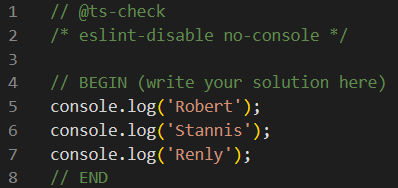 1 // @ts-check
2 /* eslint-disable no-console */
3
4 // BEGIN (write your solution here)
5 console.log('Robert');
6 console.log('Stannis');
7 console.log('Renly');
8 // END